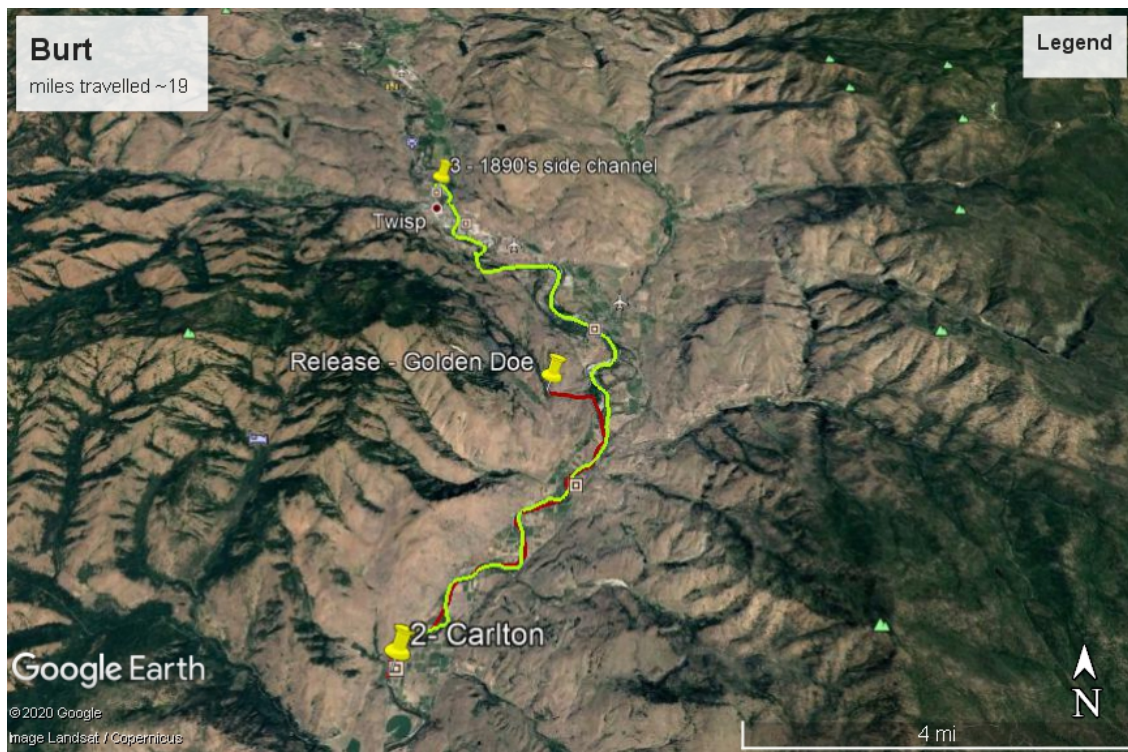 Burt
miles travelled ~19
Legend
3 - 1890's side channel
Twisp
Release - Golden Doe
2- Carlton
Google Earth
© 2020 Google
Image Landsat / Copernicus
N
4 mi